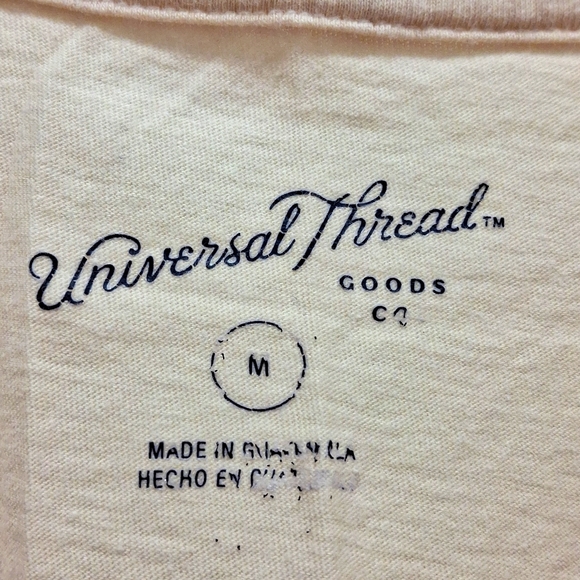 Universal Thread™
GOODS
CO
M
MADE IN
HECHO EN